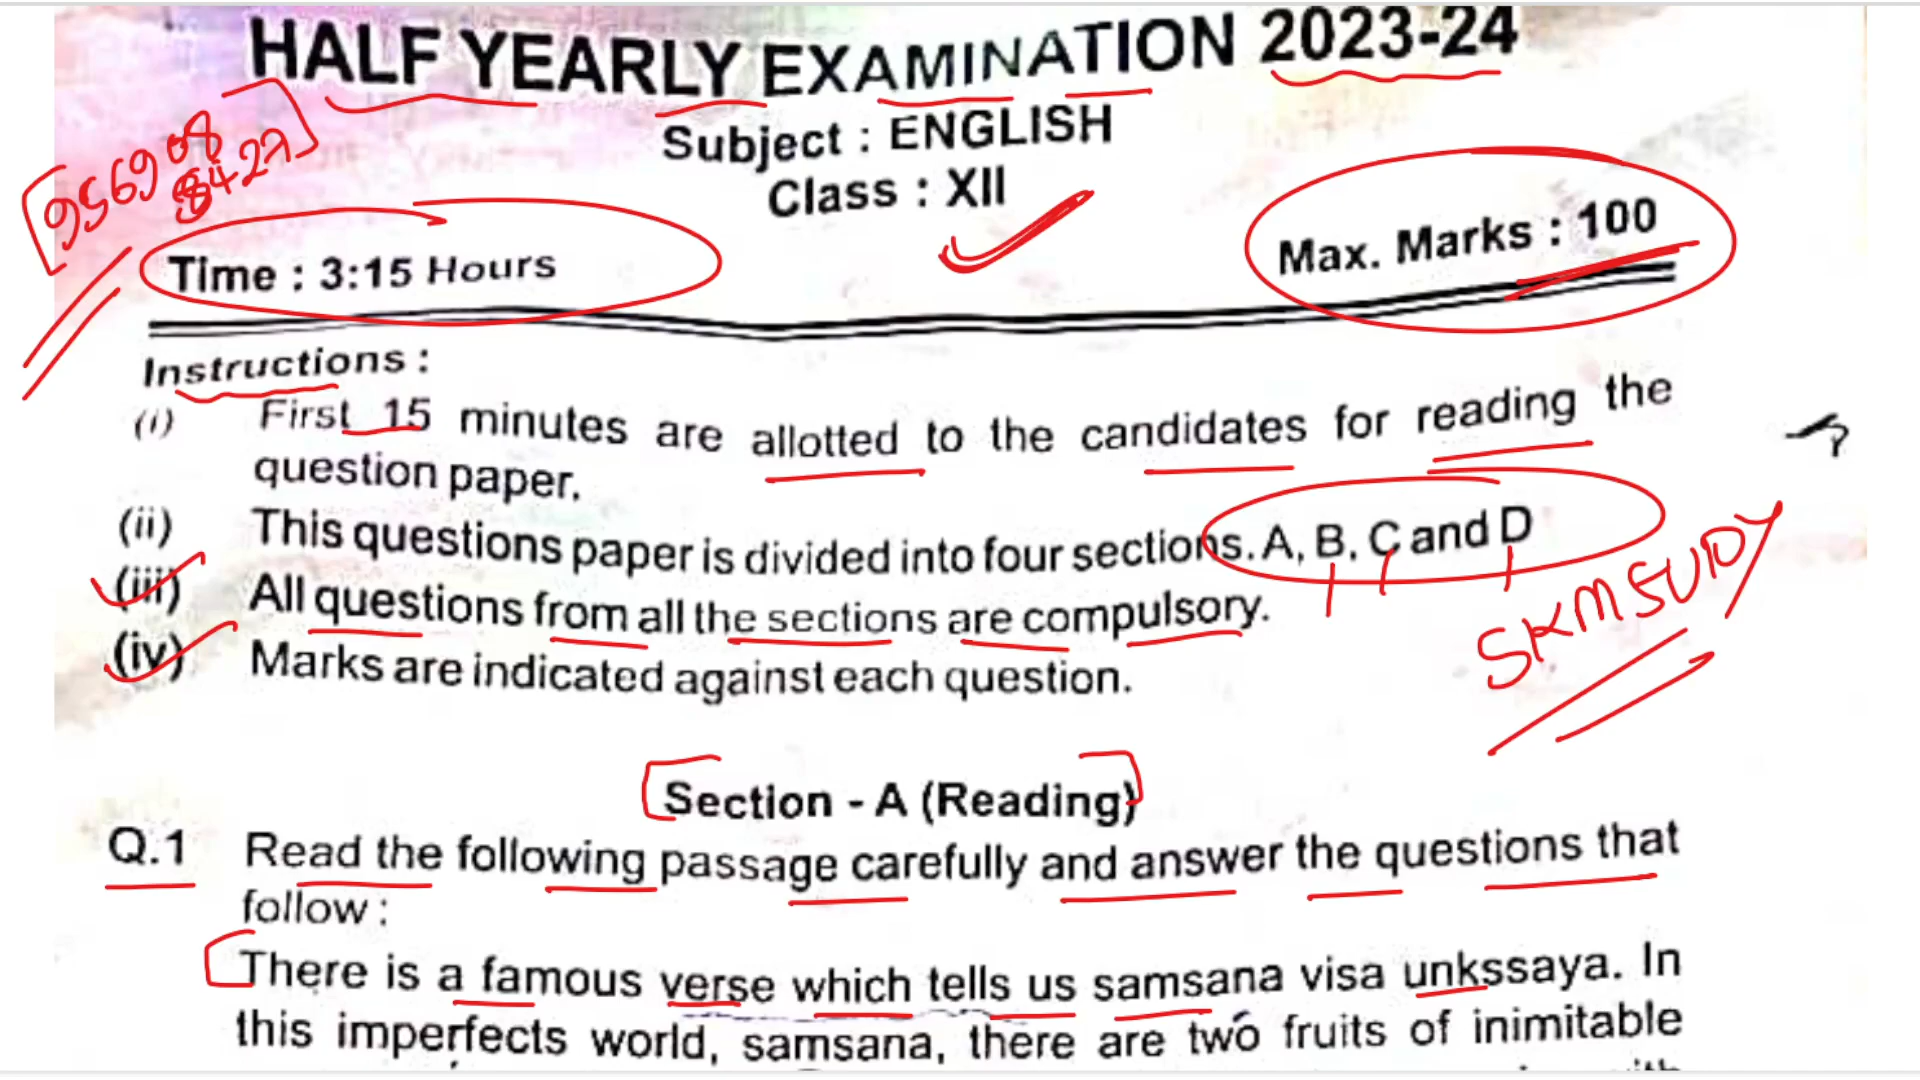 HALF YEARLY EXAMINATION 2023-24
Subject : ENGLISH
Class : XII
[956908
8427]
Time : 3:15 Hours
Max. Marks : 100
Instructions :
(i) First 15 minutes are allotted to the candidates for reading the
question paper.
(ii) This questions paper is divided into four sections. A, B, C and D
(iii) All questions from all the sections are compulsory.
(iv) Marks are indicated against each question.
Section - A (Reading)
Q.1 Read the following passage carefully and answer the questions that
follow :
There is a famous verse which tells us samsana visa unkssaya. In
this imperfects world, samsana, there are two fruits of inimitable